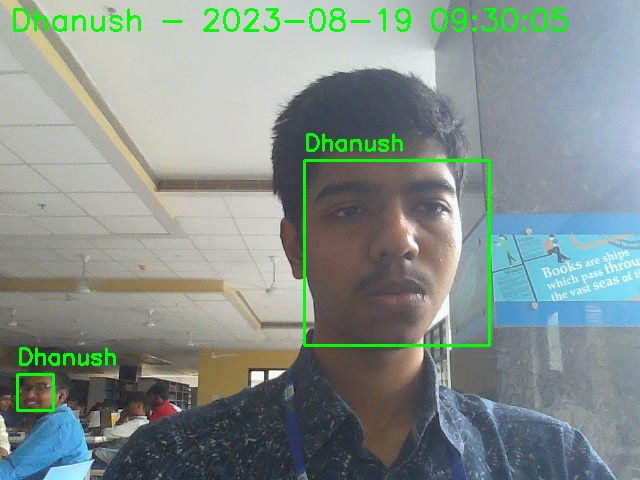 Dhanush - 2023-08-19 09:30:05
Dhanush
Books are ships
which pass throu
the vast seas of t
Dhanush